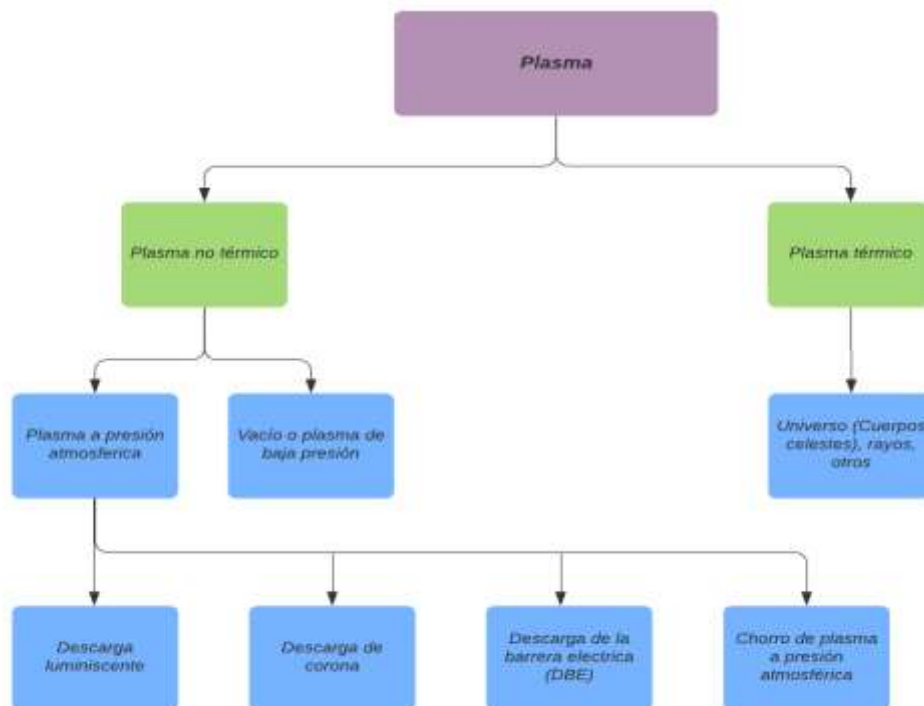 Plasma
Plasma no térmico
Plasma térmico
Plasma a presión
atmosferica
Vacío o plasma de
baja presión
Universo (Cuerpos
celestes), rayos,
otros
Descarga
luminiscente
Descarga de
corona
Descarga de la
barrera electrica
(DBE)
Chorro de plasma
a presión
atmosférica